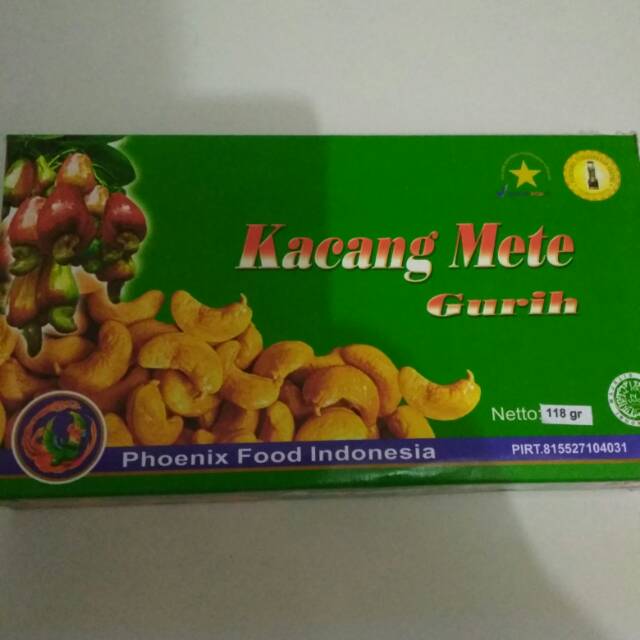 Kacang Mete
Gurih
Netto: 118 gr
Phoenix Food Indonesia
PIRT.815527104031